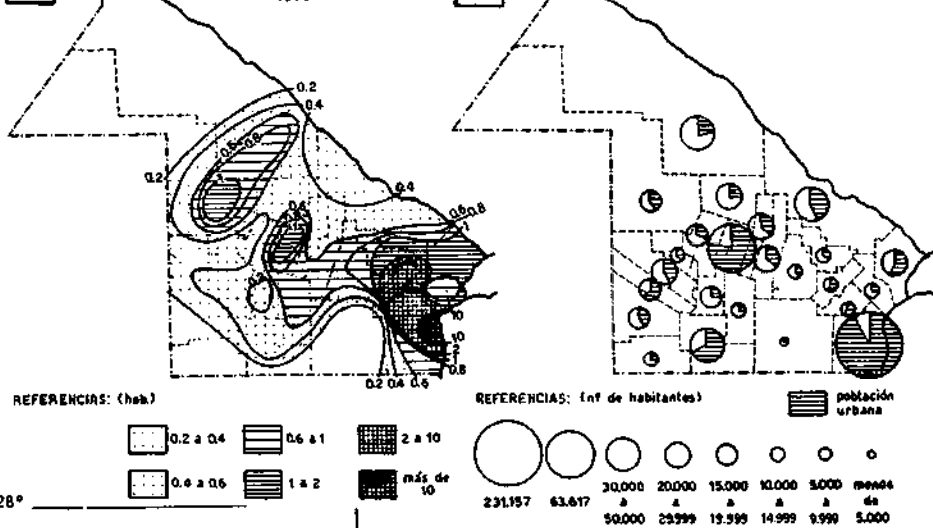 0.2
0.4
0.6
0.8
0.2
0.4
0.6
0.8
10
10
2
0.8
0.2 0.4 0.6
REFERENCIAS: (hab.)
0.2 a 0.4
0.6 a 1
2 a 10
0.4 a 0.6
1 a 2
más de
10
28°
REFERENCIAS: (nº de habitantes)
población
urbana
231.157
63.617
30.000
a
50.000
20.000
a
29.999
15.000
a
19.999
10.000
a
14.999
5.000
a
9.999
menos
de
5.000